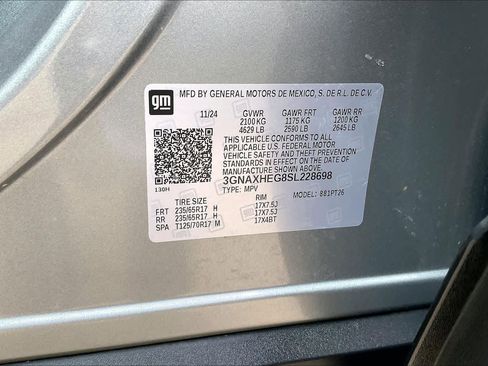 gm
MFD BY GENERAL MOTORS DE MEXICO, S. DE R.L. DE C.V.
11/24 GVWR GAWR FRT GAWR RR
2100 KG 1175 KG 1200 KG
4629 LB 2590 LB 2645 LB
THIS VEHICLE CONFORMS TO ALL
APPLICABLE U.S. FEDERAL MOTOR
VEHICLE SAFETY AND THEFT PREVENTION
STANDARDS IN EFFECT ON THE DATE OF
MANUFACTURE SHOWN ABOVE.
3GNAXHEG8SL228698
130H TYPE: MPV MODEL: 881PT26
TIRE SIZE RIM
FRT 235/65R17 H 17X7.5J
RR 235/65R17 H 17X7.5J
SPA T125/70R17 M 17X4BT